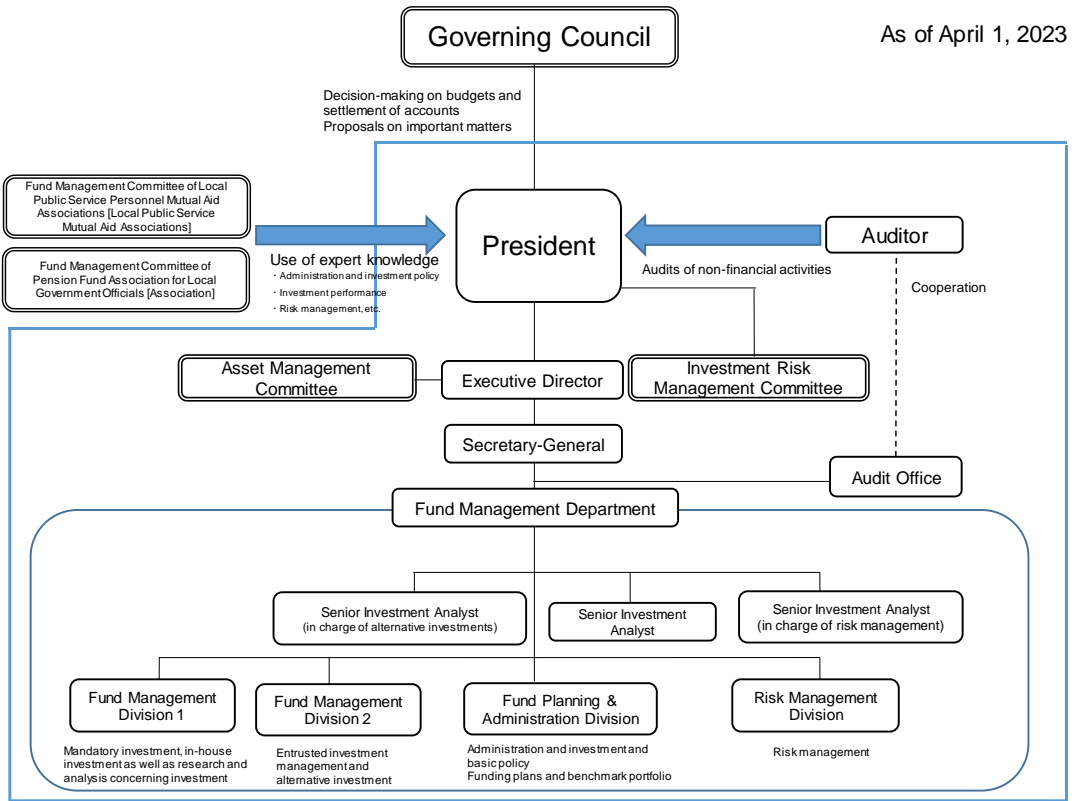 Governing Council
As of April 1, 2023
Decision-making on budgets and
settlement of accounts
Proposals on important matters
Fund Management Committee of Local
Public Service Personnel Mutual Aid
Associations [Local Public Service
Mutual Aid Associations]
Fund Management Committee of
Pension Fund Association for Local
Government Officials [Association]
Use of expert knowledge
・Administration and investment policy
・Investment performance
・Risk management, etc.
President
Auditor
Audits of non-financial activities
Cooperation
Asset Management
Committee
Executive Director
Investment Risk
Management Committee
Secretary-General
Audit Office
Fund Management Department
Senior Investment Analyst
(in charge of alternative investments)
Senior Investment
Analyst
Senior Investment Analyst
(in charge of risk management)
Fund Management
Division 1
Fund Management
Division 2
Fund Planning &
Administration Division
Risk Management
Division
Mandatory investment, in-house
investment as well as research and
analysis concerning investment
Entrusted investment
management and
alternative investment
Administration and investment and
basic policy
Funding plans and benchmark portfolio
Risk management